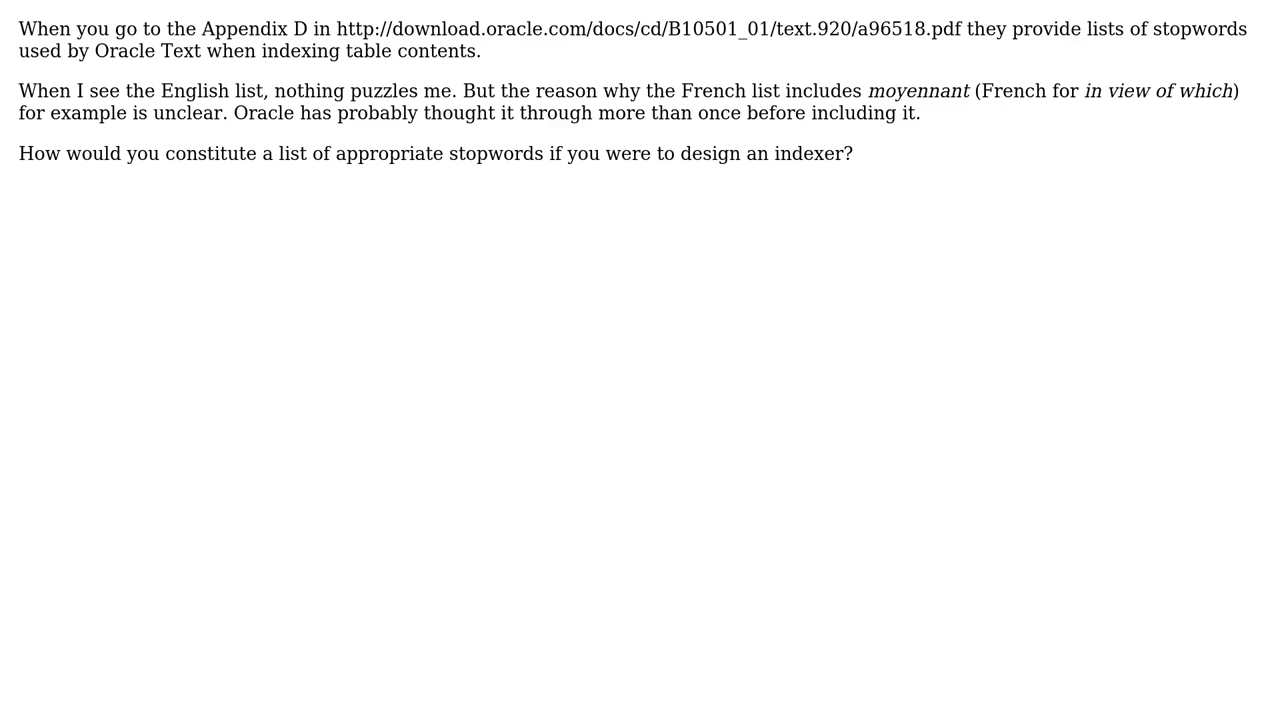 When you go to the Appendix D in http://download.oracle.com/docs/cd/B10501_01/text.920/a96518.pdf they provide lists of stopwords
used by Oracle Text when indexing table contents.
When I see the English list, nothing puzzles me. But the reason why the French list includes moyennant (French for in view of which)
for example is unclear. Oracle has probably thought it through more than once before including it.
How would you constitute a list of appropriate stopwords if you were to design an indexer?